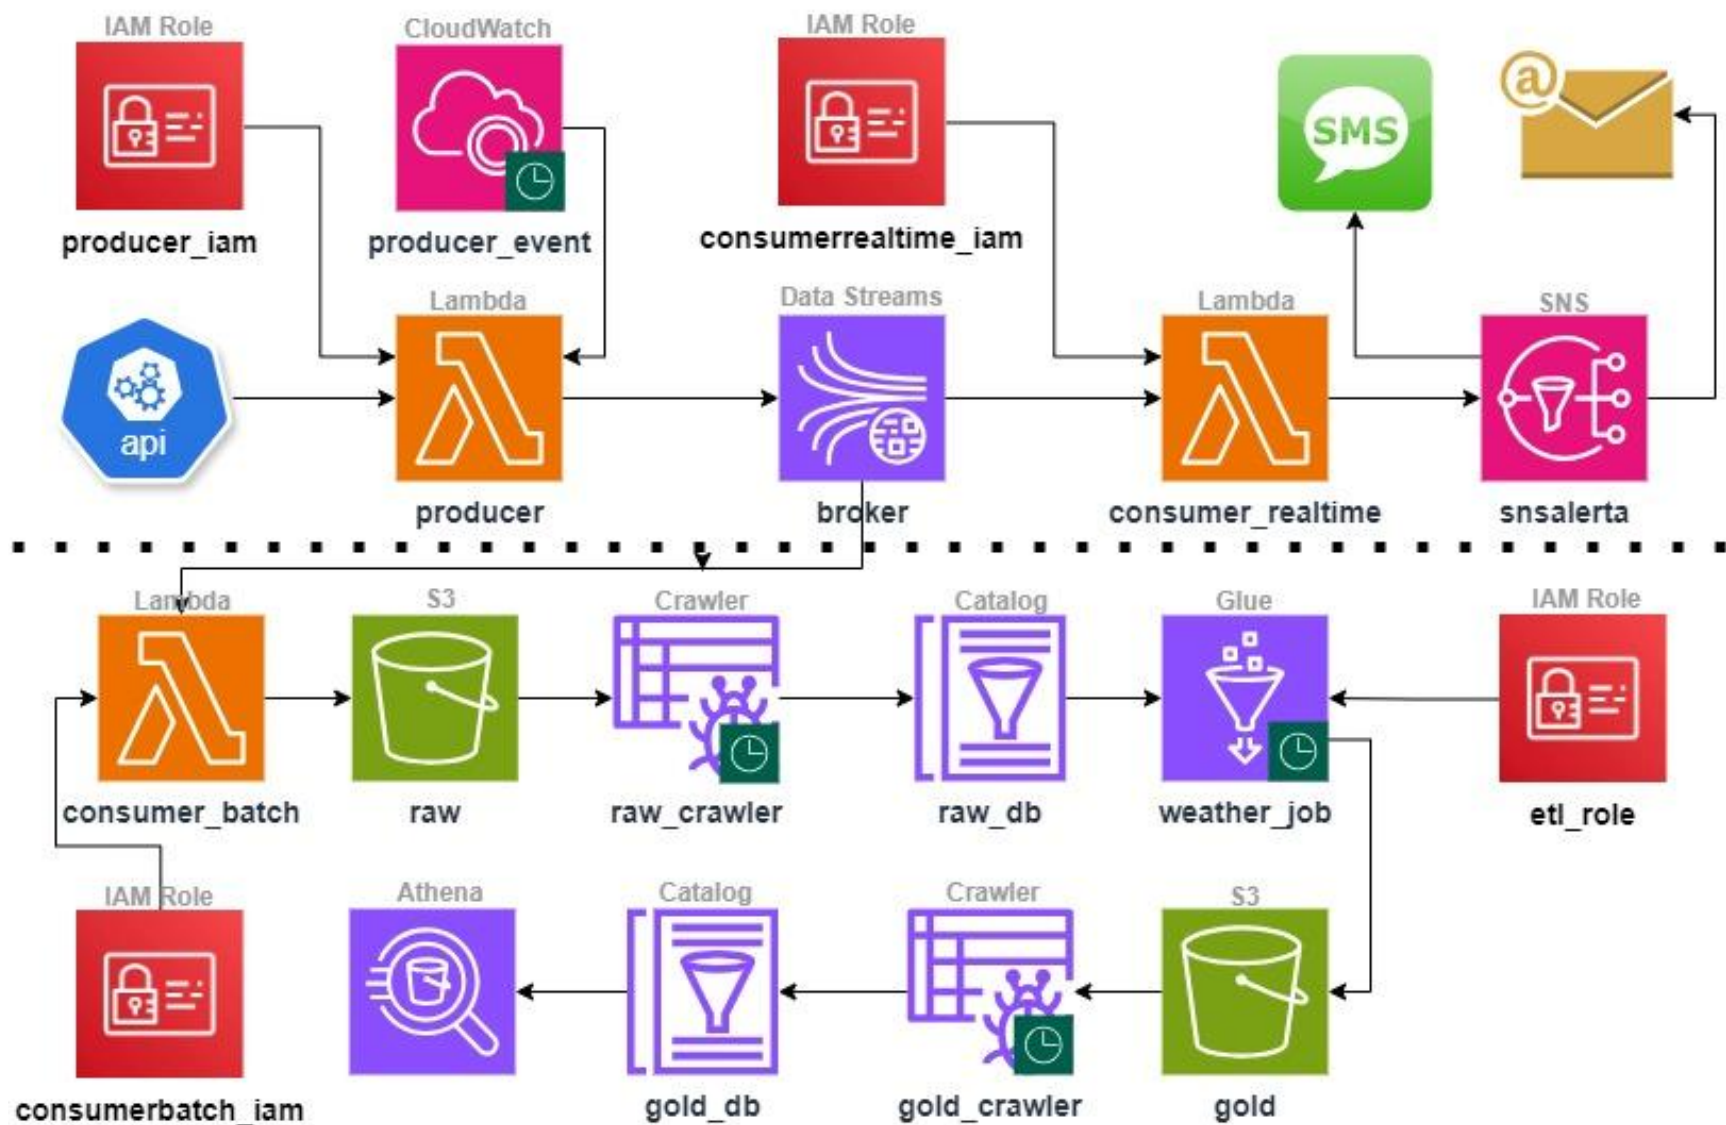 IAM Role
CloudWatch
IAM Role
SMS
@
producer_iam
producer_event
consumerrealtime_iam
Lambda
Data Streams
Lambda
SNS
api
producer
broker
consumer_realtime
snsalerta
Lambda
S3
Crawler
Catalog
Glue
IAM Role
consumer_batch
raw
raw_crawler
raw_db
weather_job
etl_role
IAM Role
Athena
Catalog
Crawler
S3
consumerbatch_iam
gold_db
gold_crawler
gold